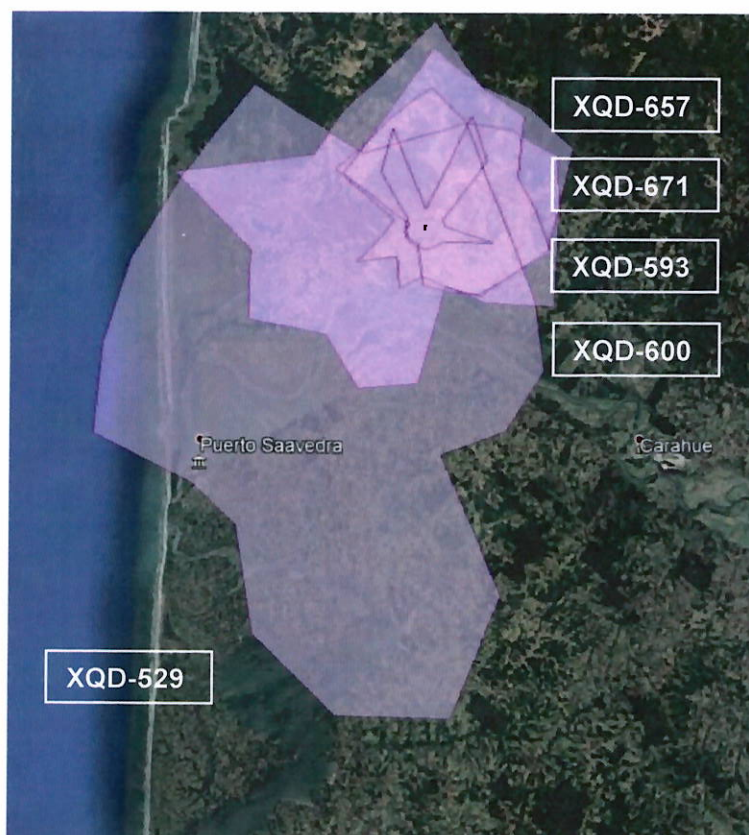 XQD-657
XQD-671
XQD-593
XQD-600
Puerto Saavedra
Carahue
XQD-529